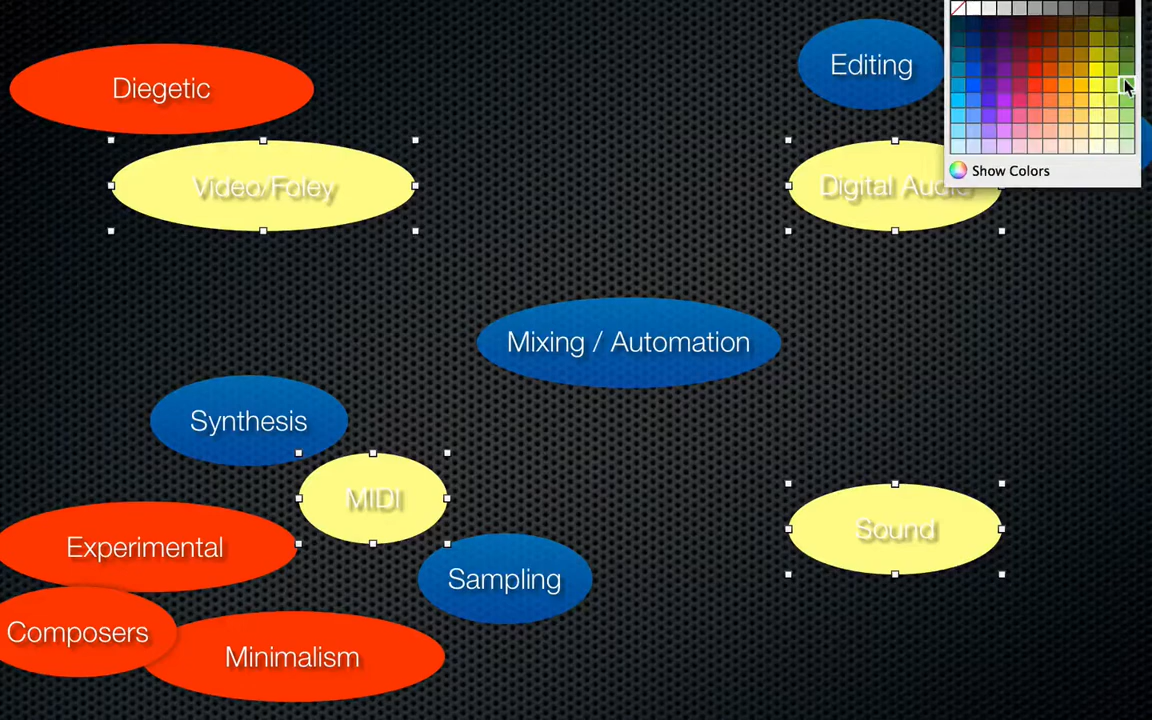 Diegetic
Editing
Video/Foley
Digital Audio
Show Colors
Mixing / Automation
Synthesis
MIDI
Sound
Experimental
Sampling
Composers
Minimalism